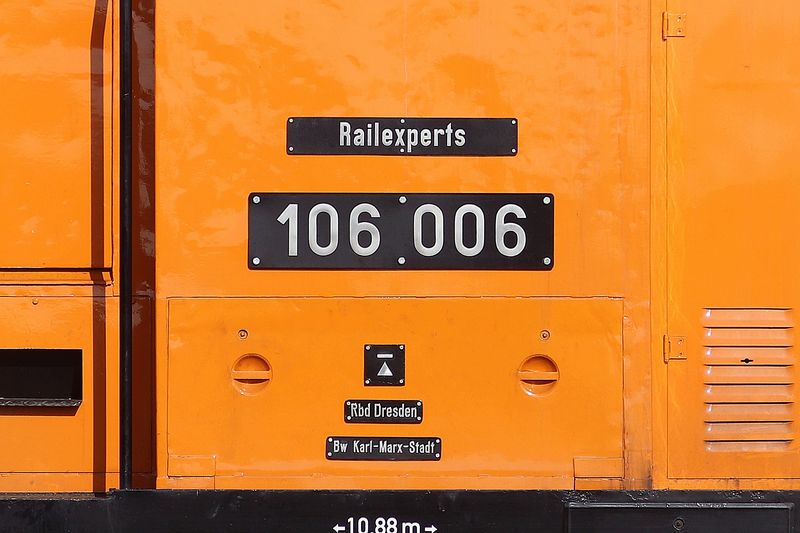 Railexperts
106 006
Rbd Dresden
Bw Karl-Marx-Stadt
←10,88 m→